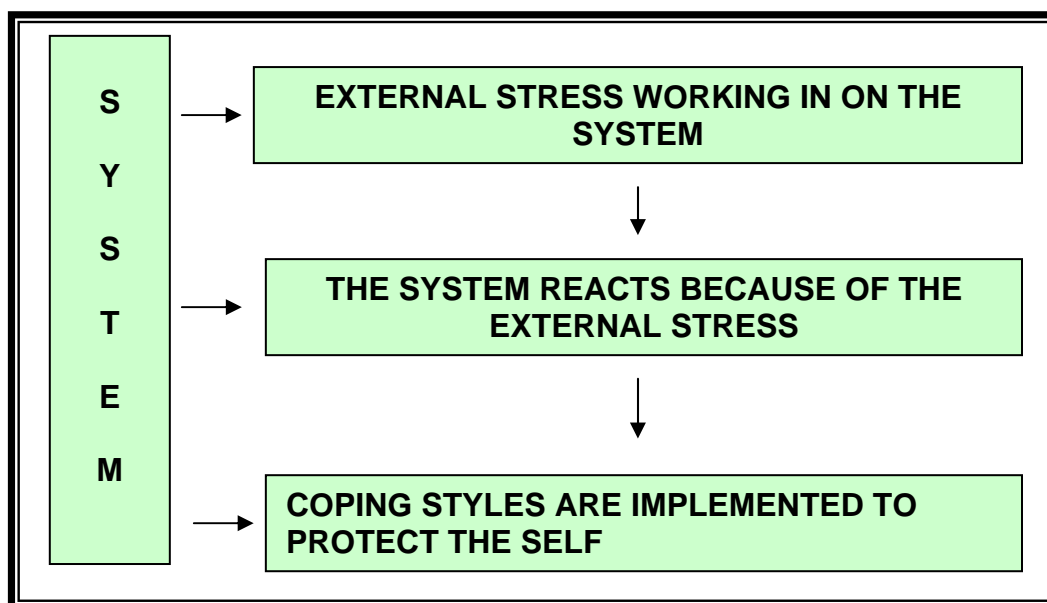 S
Y
S
T
E
M
EXTERNAL STRESS WORKING IN ON THE
SYSTEM
THE SYSTEM REACTS BECAUSE OF THE
EXTERNAL STRESS
COPING STYLES ARE IMPLEMENTED TO
PROTECT THE SELF